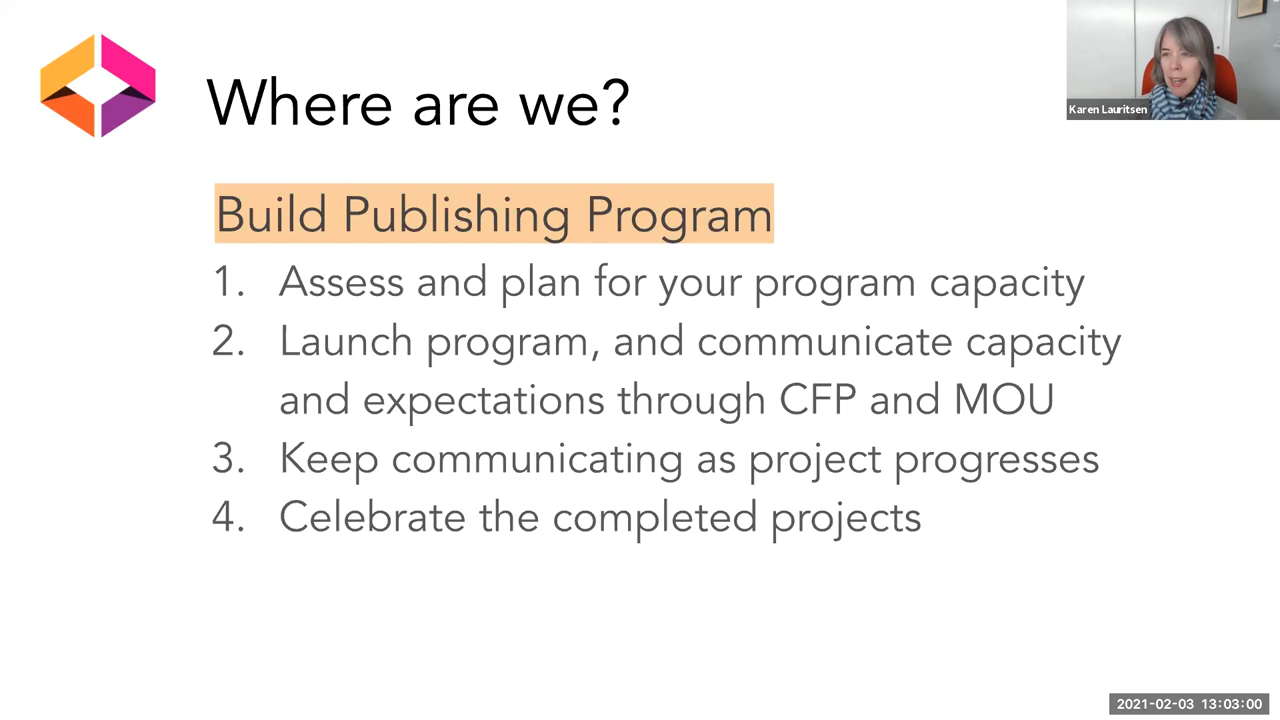 Where are we?
Karen Lauritsen
Build Publishing Program
1. Assess and plan for your program capacity
2. Launch program, and communicate capacity
and expectations through CFP and MOU
3. Keep communicating as project progresses
4. Celebrate the completed projects
2021-02-03 13:03:00